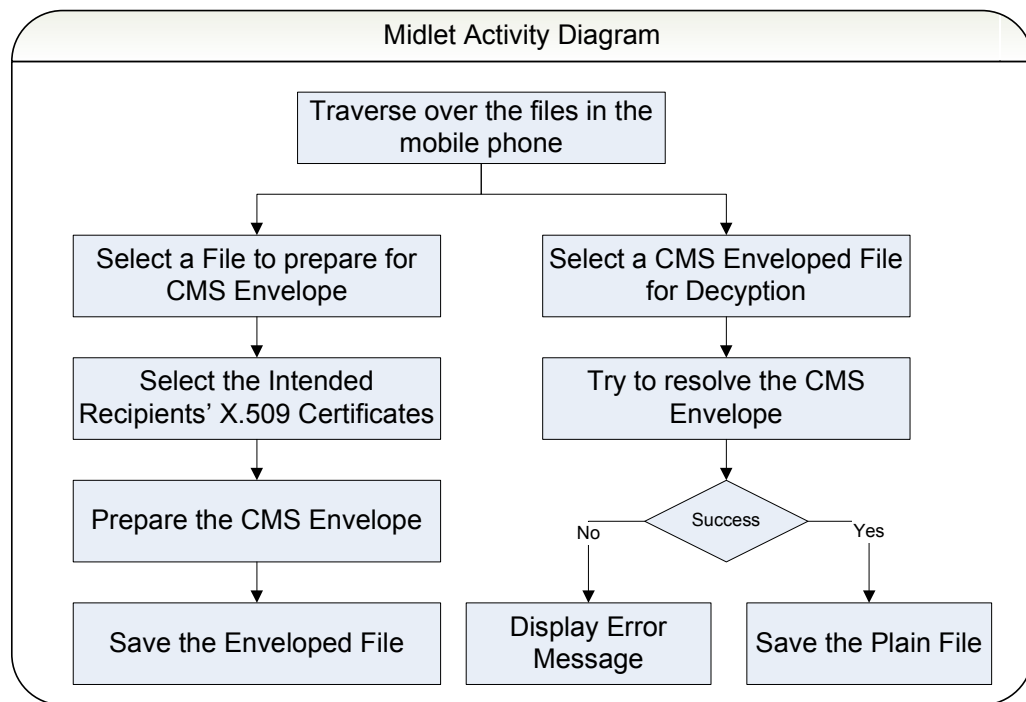 Midlet Activity Diagram
Traverse over the files in the
mobile phone
Select a File to prepare for
CMS Envelope
Select a CMS Enveloped File
for Decyption
Select the Intended
Recipients' X.509 Certificates
Try to resolve the CMS
Envelope
Prepare the CMS Envelope
Success
No
Yes
Save the Enveloped File
Display Error
Message
Save the Plain File